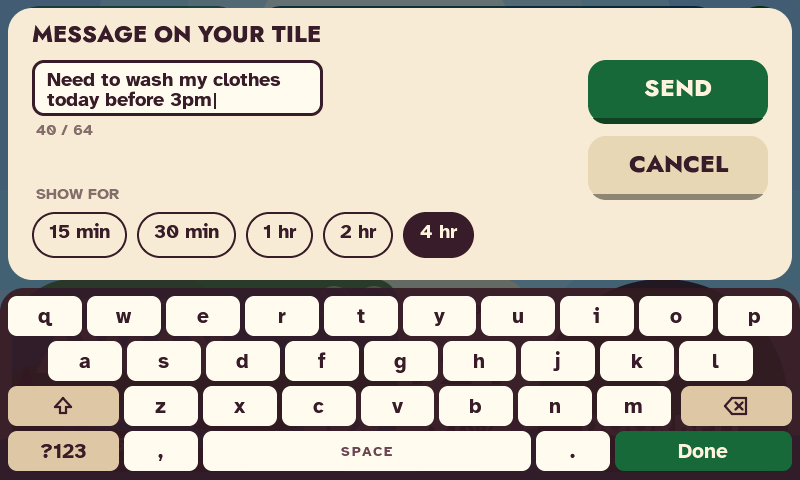 MESSAGE ON YOUR TILE
Need to wash my clothes
today before 3pm
40 / 64
SEND
CANCEL
SHOW FOR
15 min
30 min
1 hr
2 hr
4 hr
q w e r t y u i o p
a s d f g h j k l
z x c v b n m
?123 , SPACE . Done